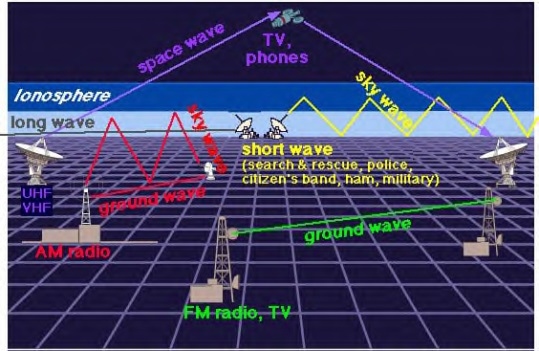 space wave
TV,
phones
Ionosphere
sky wave
long wave
sky wave
short wave
(search & rescue, police,
citizen's band, ham, military)
UHF
VHF
ground wave
ground wave
AM radio
FM radio, TV